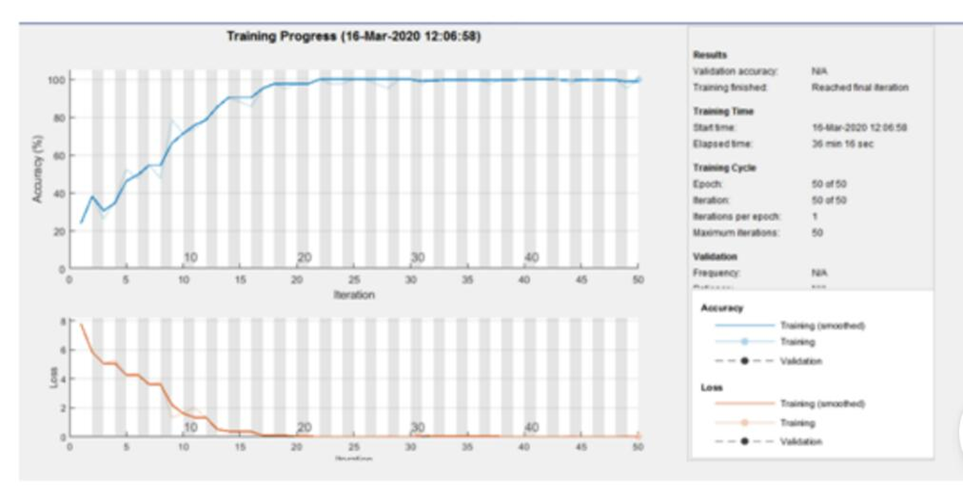 Training Progress (16-Mar-2020 12:06:58)
100
80
60
40
20
0
Accuracy (%)
10
20
30
40
0 5 10 15 20 25 30 35 40 45 50
Iteration
8
6
4
2
0
Loss
10
20
30
40
0 5 10 15 20 25 30 35 40 45 50
Iteration
Results
Validation accuracy: N/A
Training finished: Reached final iteration
Training Time
Start time: 16-Mar-2020 12:06:58
Elapsed time: 36 min 16 sec
Training Cycle
Epoch: 50 of 50
Iteration: 50 of 50
Iterations per epoch: 1
Maximum iterations: 50
Validation
Frequency: N/A
Accuracy
Training (smoothed)
Training
Validation
Loss
Training (smoothed)
Training
Validation